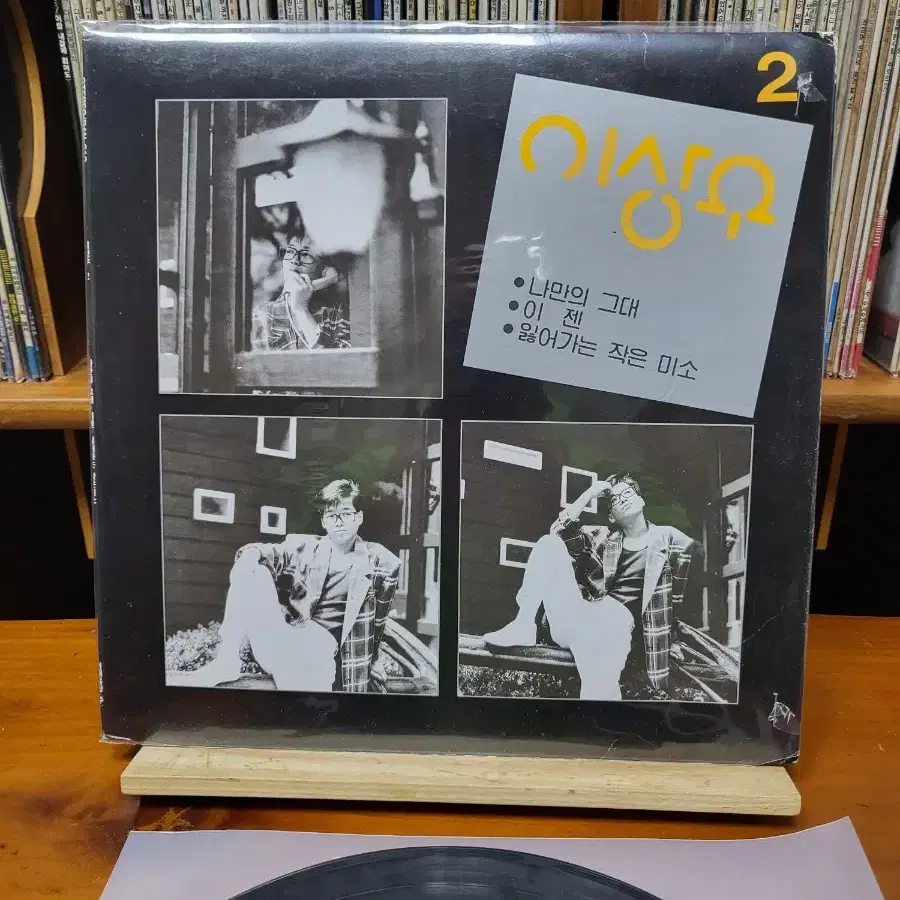 2
이상우
• 나만의 그대
• 이 젠
• 잃어가는 작은 미소